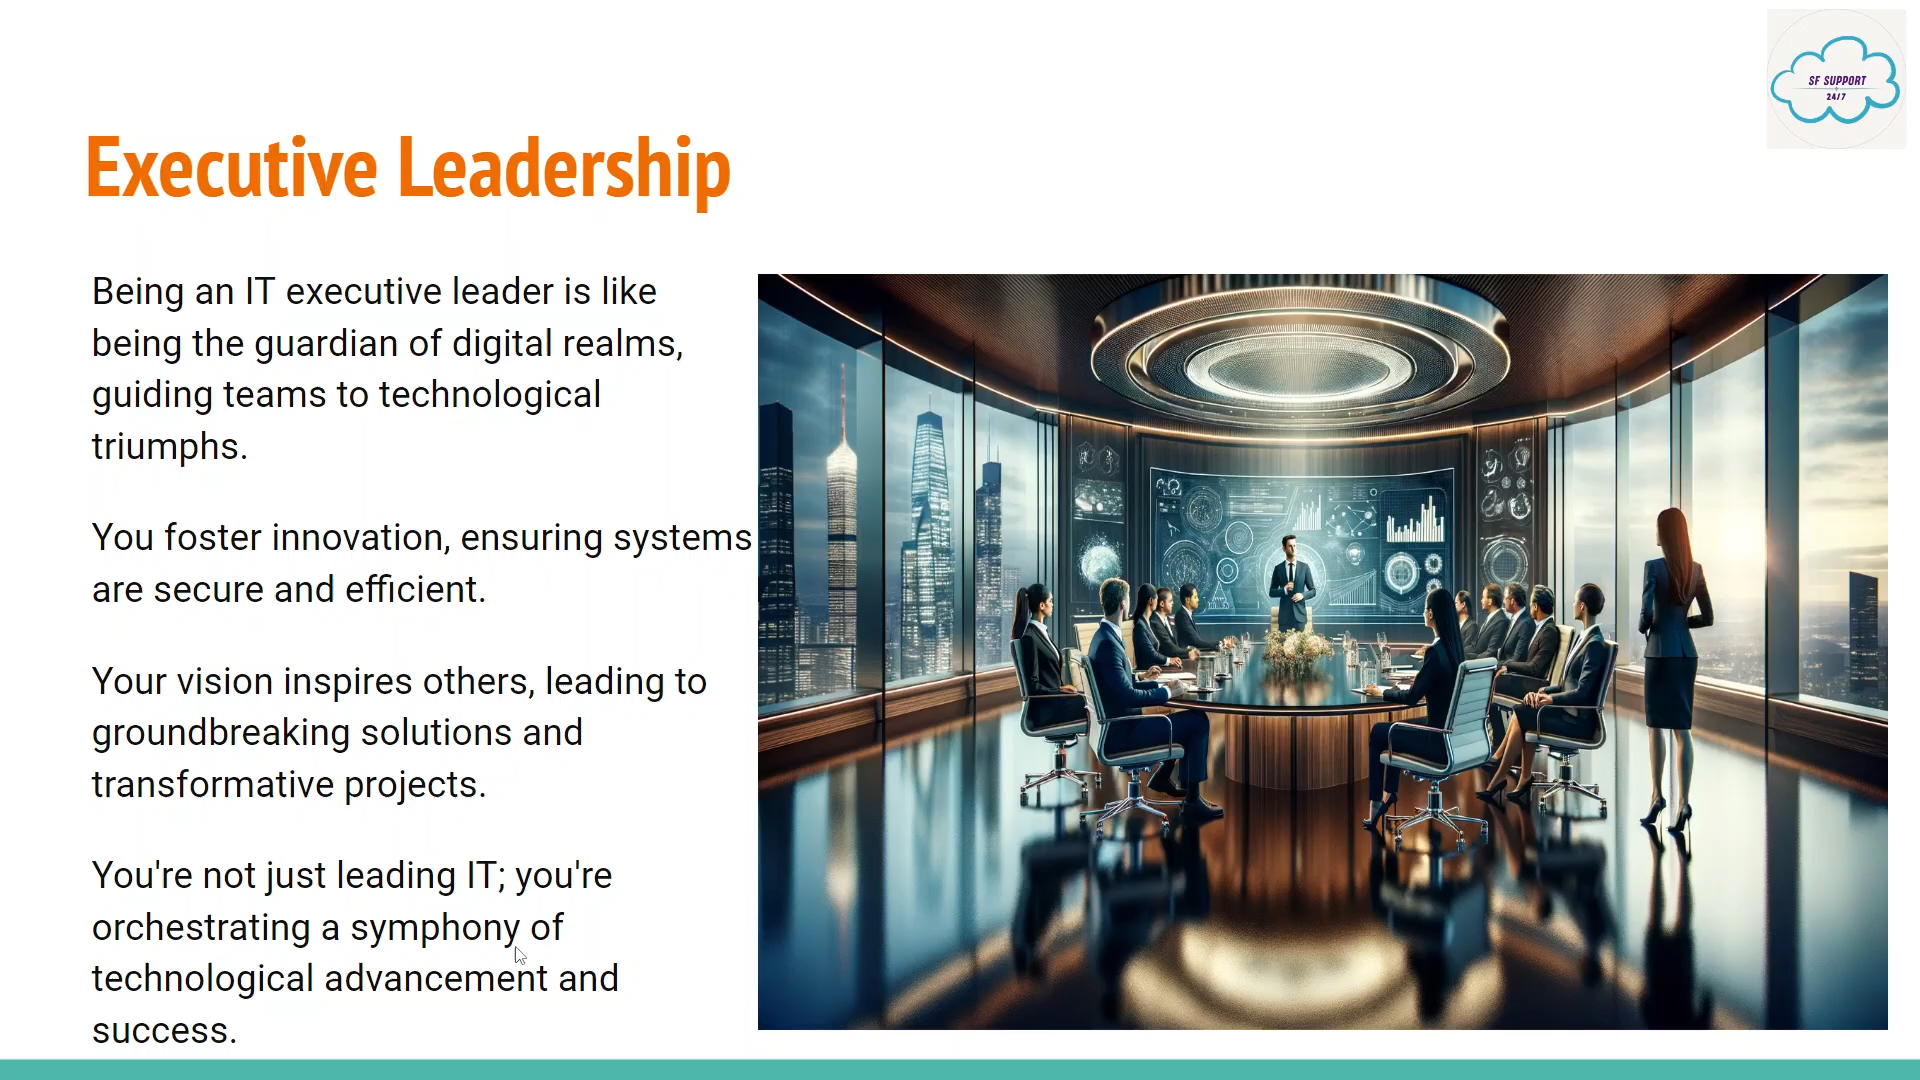 SF SUPPORT
24/7
Executive Leadership
Being an IT executive leader is like
being the guardian of digital realms,
guiding teams to technological
triumphs.
You foster innovation, ensuring systems
are secure and efficient.
Your vision inspires others, leading to
groundbreaking solutions and
transformative projects.
You're not just leading IT; you're
orchestrating a symphony of
technological advancement and
success.